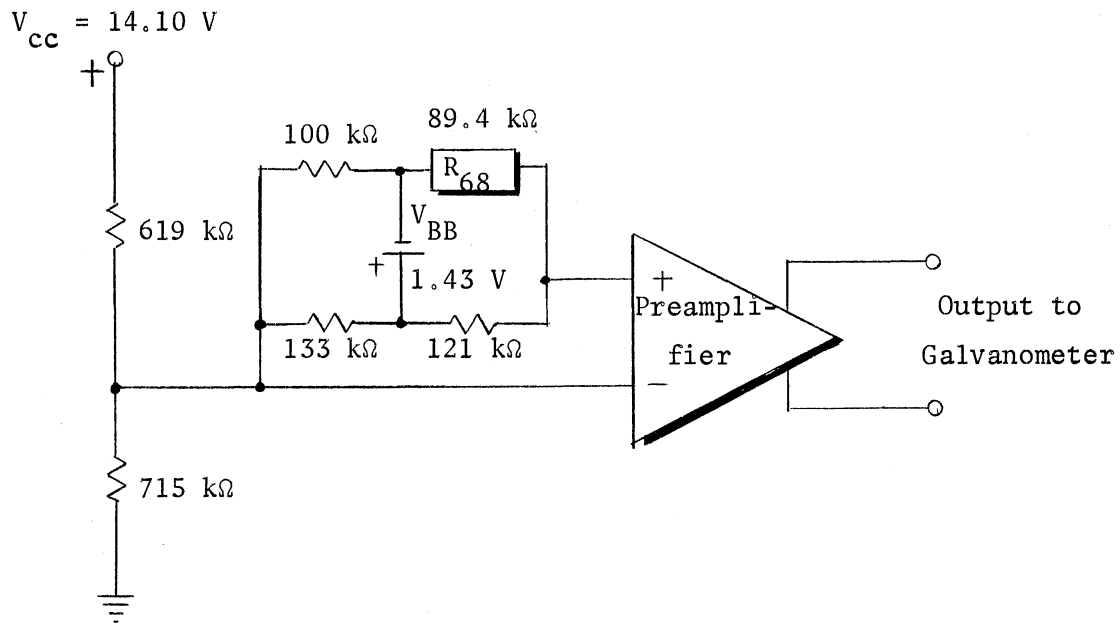 V_cc = 14.10 V
+
89.4 kΩ
100 kΩ
R_68
V_BB
619 kΩ
+
1.43 V
+
Preampli-
fier
Output to
Galvanometer
133 kΩ
121 kΩ
−
715 kΩ